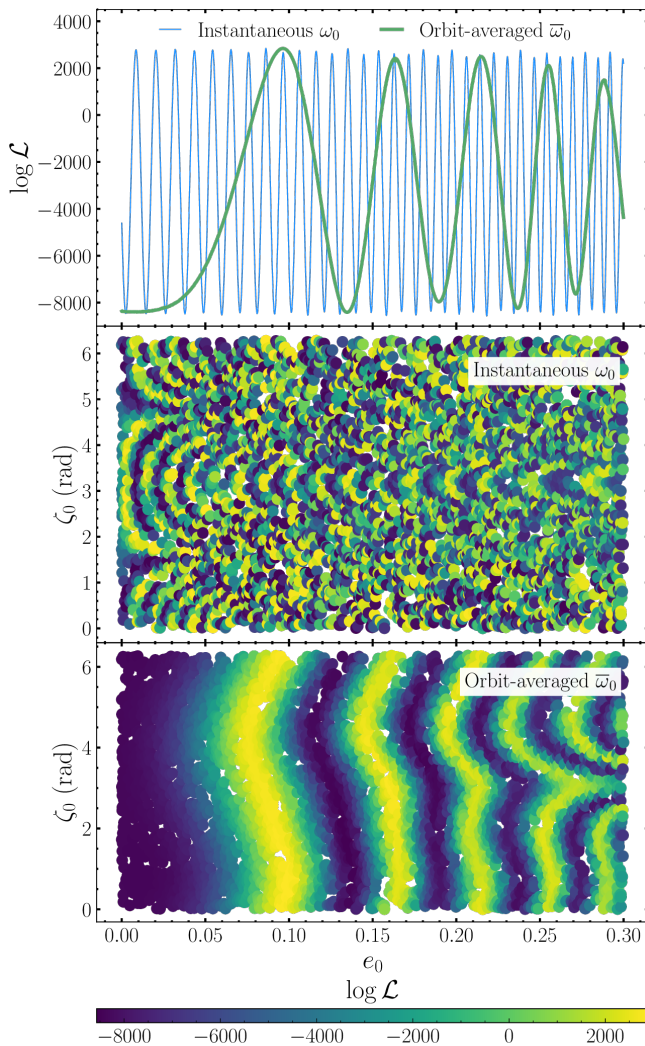 Instantaneous ω₀ Orbit-averaged ω̅₀
4000
2000
0
−2000
−4000
−6000
−8000
log 𝓛
Instantaneous ω₀
6
5
4
3
2
1
0
ζ₀ (rad)
Orbit-averaged ω̅₀
6
4
2
0
ζ₀ (rad)
0.00 0.05 0.10 0.15 0.20 0.25 0.30
e₀
log 𝓛
−8000 −6000 −4000 −2000 0 2000